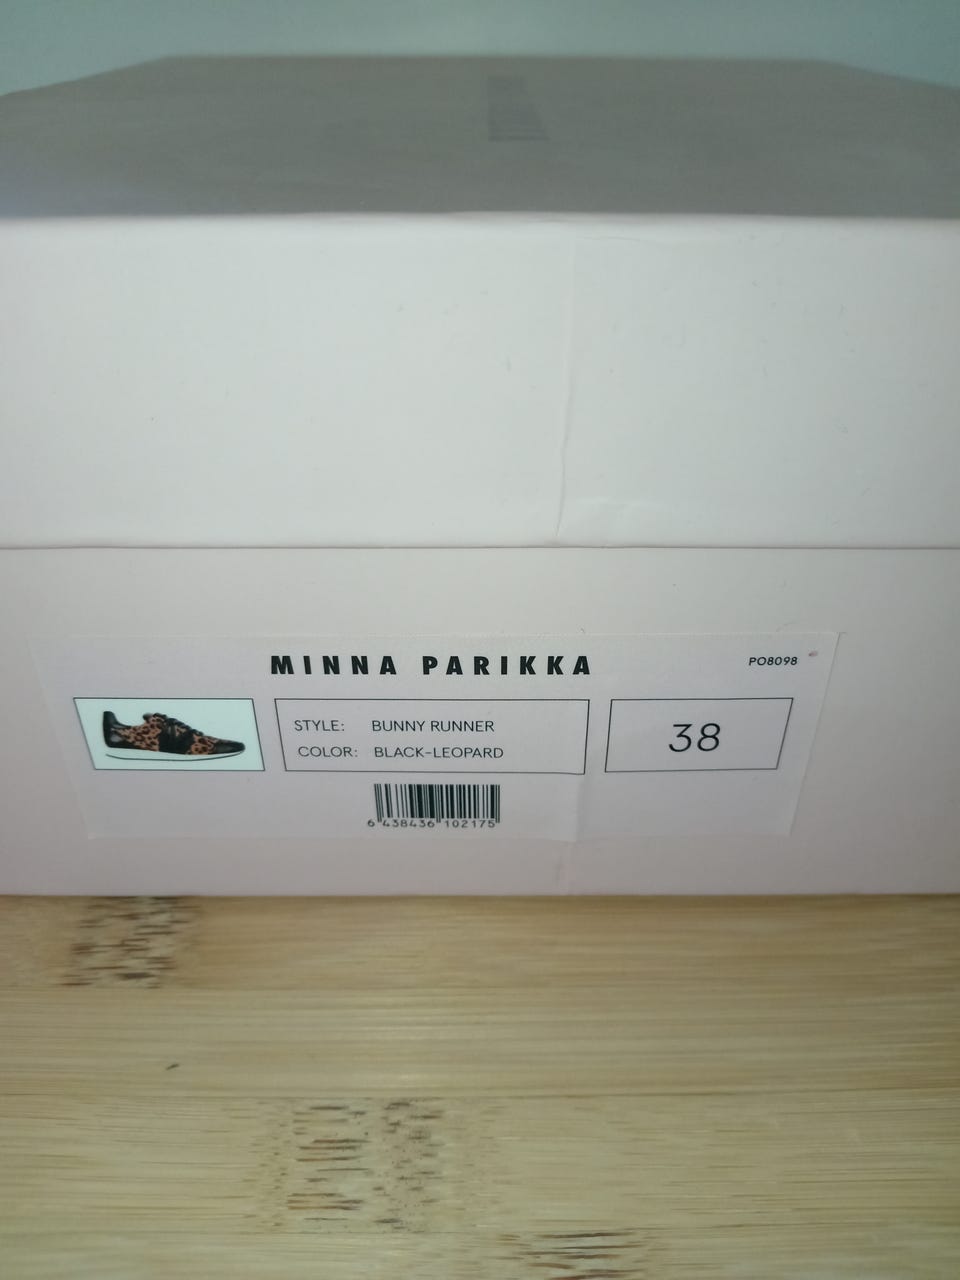 MINNA PARIKKA
PO8098
STYLE: BUNNY RUNNER
COLOR: BLACK-LEOPARD
38
6 438436 102175